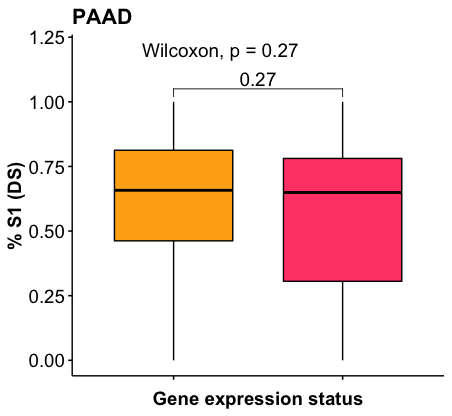 PAAD
Wilcoxon, p = 0.27
0.27
% S1 (DS)
1.25
1.00
0.75
0.50
0.25
0.00
Gene expression status